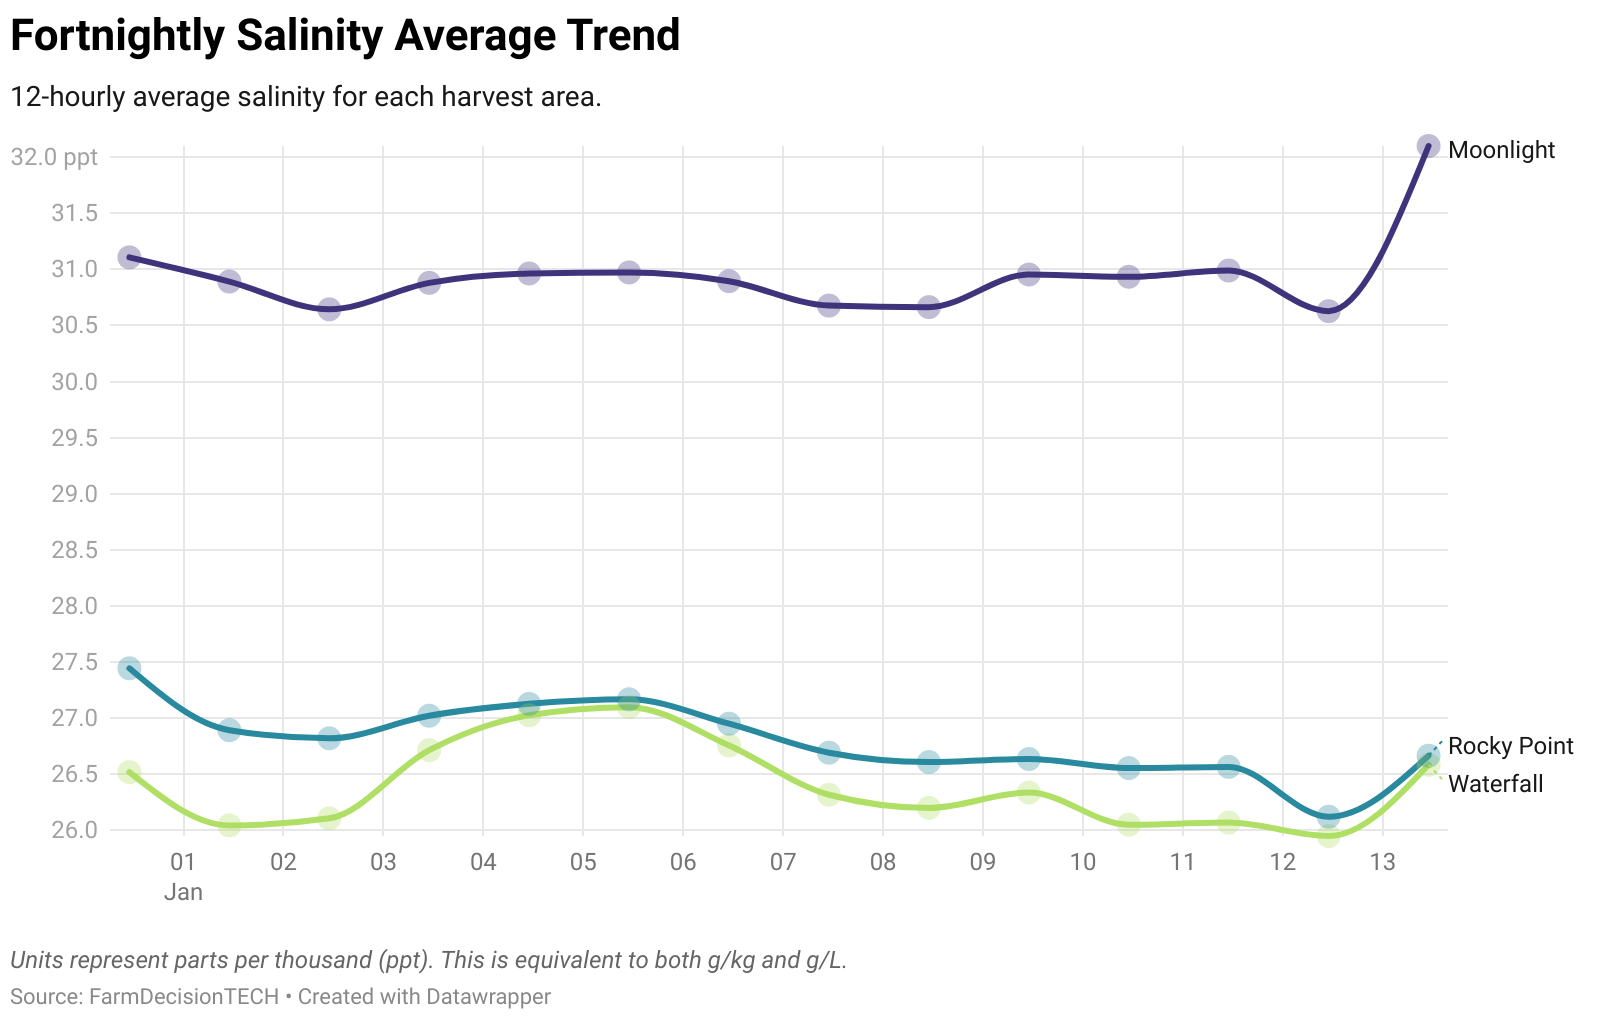 Fortnightly Salinity Average Trend
12-hourly average salinity for each harvest area.
32.0 ppt
31.5
31.0
30.5
30.0
29.5
29.0
28.5
28.0
27.5
27.0
26.5
26.0
Moonlight
Rocky Point
Waterfall
01 02 03 04 05 06 07 08 09 10 11 12 13
Jan
Units represent parts per thousand (ppt). This is equivalent to both g/kg and g/L.
Source: FarmDecisionTECH • Created with Datawrapper